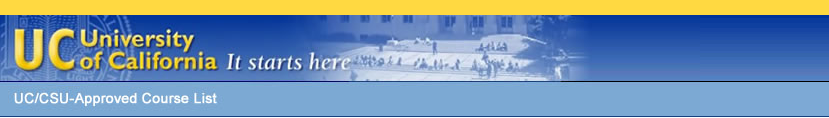 UC University
of California It starts here
UC/CSU-Approved Course List